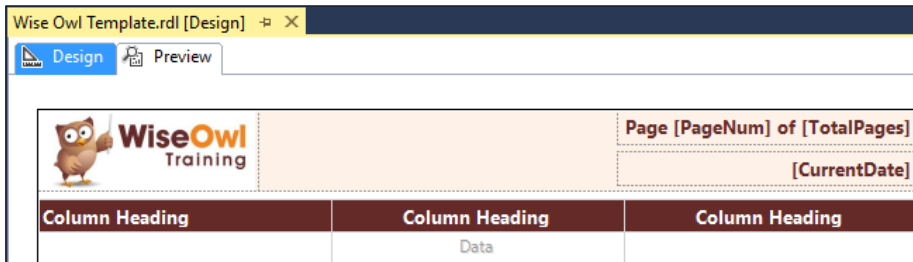 Wise Owl Template.rdl [Design]
Design Preview
WiseOwl
Training
Page [PageNum] of [TotalPages]
[CurrentDate]
Column Heading Column Heading Column Heading
Data